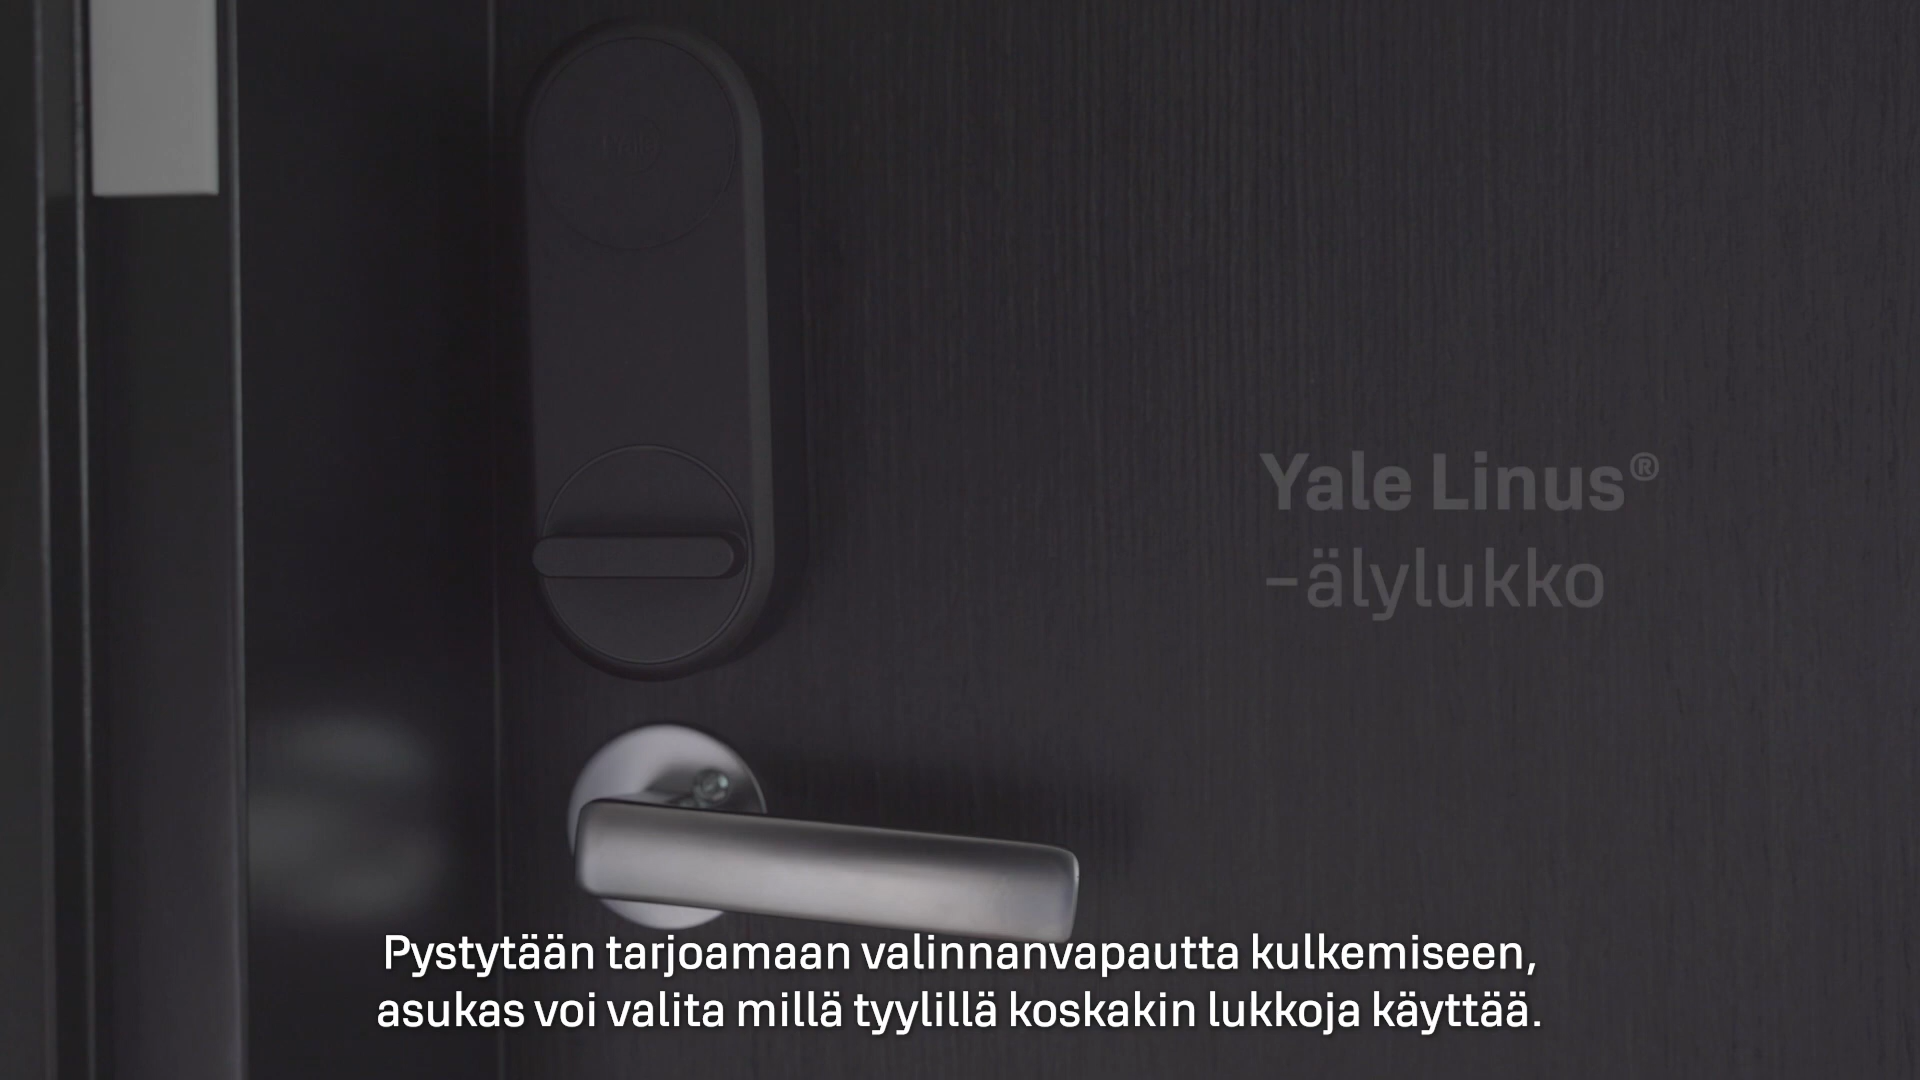 Yale Linus®
-älylukko
Pystytään tarjoamaan valinnanvapautta kulkemiseen,
asukas voi valita millä tyylillä koskakin lukkoja käyttää.